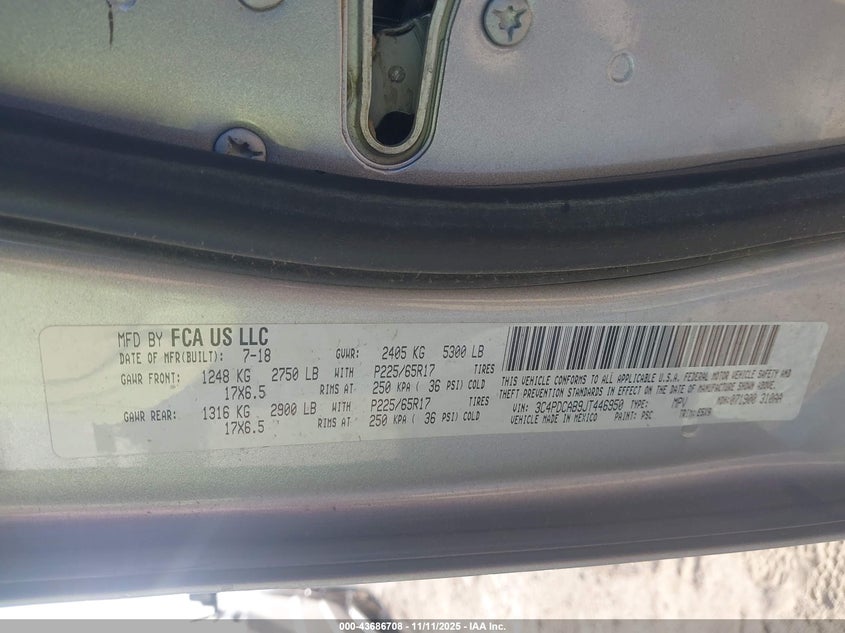 MFD BY FCA US LLC
DATE OF MFR(BUILT): 7-18 GVWR: 2405 KG 5300 LB
GAWR FRONT: 1248 KG 2750 LB WITH P225/65R17 TIRES
17X6.5 RIMS AT 250 KPA ( 36 PSI) COLD
GAWR REAR: 1316 KG 2900 LB WITH P225/65R17 TIRES
17X6.5 RIMS AT 250 KPA ( 36 PSI) COLD
THIS VEHICLE CONFORMS TO ALL APPLICABLE U.S.A. FEDERAL MOTOR VEHICLE SAFETY AND
THEFT PREVENTION STANDARDS IN EFFECT ON THE DATE OF MANUFACTURE SHOWN ABOVE.
VIN: 3C4PDCAB9JT446950 TYPE: MPV MDH: 071900 310AA
VEHICLE MADE IN MEXICO PAINT: PSC TRIM:
000-43686708 - 11/11/2025 - IAA Inc.